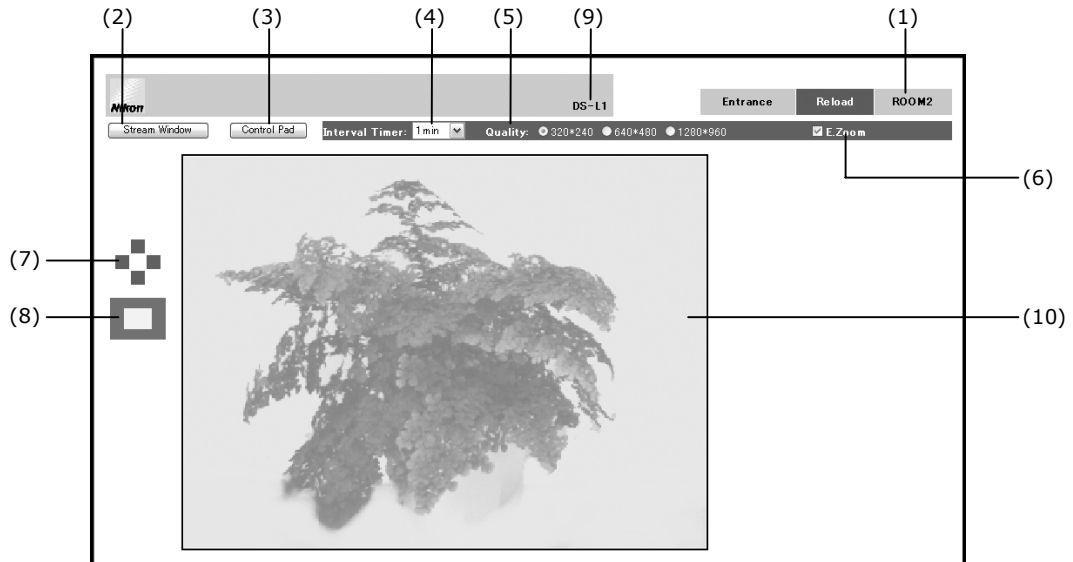 (2) (3) (4) (5) (9) (1)
Nikon DS-L1 Entrance Reload ROOM2
Stream Window Control Pad Interval Timer: 1min Quality: 320*240 640*480 1280*960 E.Zoom
(6)
(7)
(8) (10)